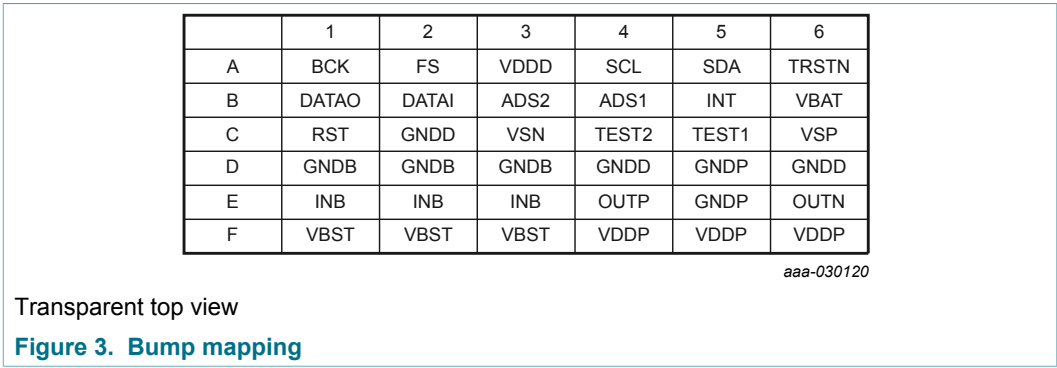 1 2 3 4 5 6
A BCK FS VDDD SCL SDA TRSTN
B DATAO DATAI ADS2 ADS1 INT VBAT
C RST GNDD VSN TEST2 TEST1 VSP
D GNDB GNDB GNDB GNDD GNDP GNDD
E INB INB INB OUTP GNDP OUTN
F VBST VBST VBST VDDP VDDP VDDP
aaa-030120
Transparent top view
Figure 3. Bump mapping